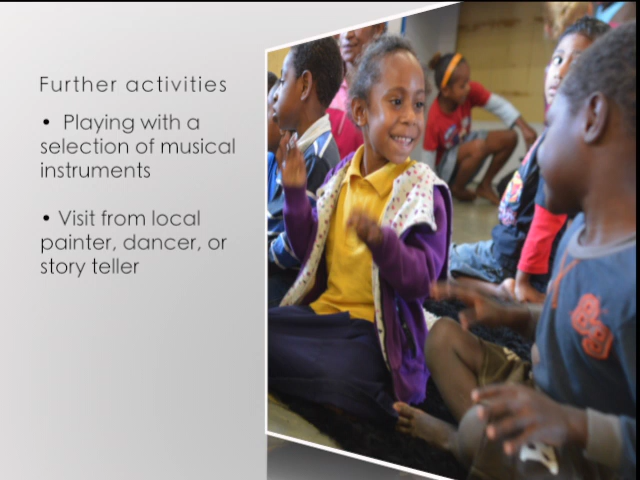 Further activities
• Playing with a
selection of musical
instruments
• Visit from local
painter, dancer, or
story teller